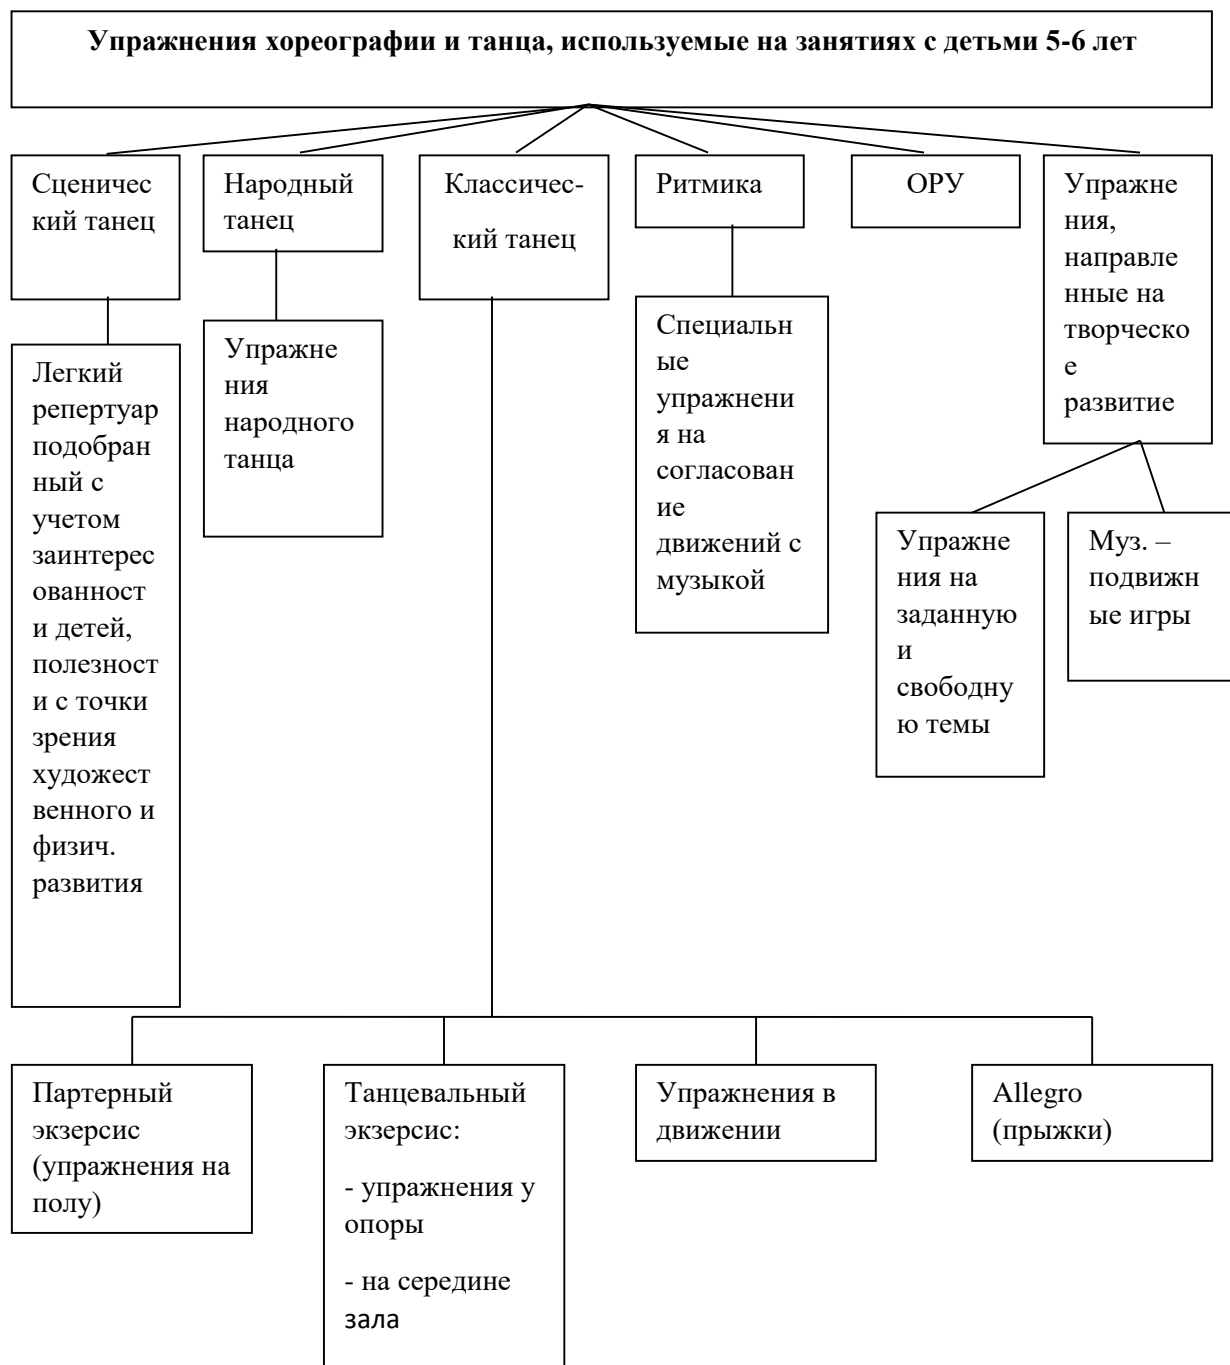 Упражнения хореографии и танца, используемые на занятиях с детьми 5-6 лет
Сценичес
кий танец
Народный
танец
Классичес-
кий танец
Ритмика
ОРУ
Упражне
ния,
направле
нные на
творческо
е
развитие
Легкий
репертуар
подобран
ный с
учетом
заинтерес
ованност
и детей,
полезност
и с точки
зрения
художест
венного и
физич.
развития
Упражне
ния
народного
танца
Специальн
ые
упражнени
я на
согласован
ие
движений с
музыкой
Упражне
ния на
заданную
и
свободну
ю темы
Муз. –
подвижн
ые игры
Партерный
экзерсис
(упражнения на
полу)
Танцевальный
экзерсис:
- упражнения у
опоры
- на середине
зала
Упражнения в
движении
Allegro
(прыжки)